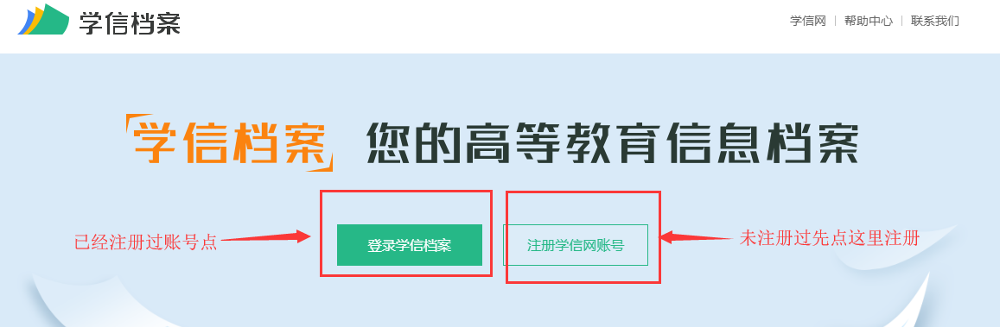 学信档案
学信网 | 帮助中心 | 联系我们
学信档案 您的高等教育信息档案
已经注册过账号点
登录学信档案
注册学信网账号
未注册过先点这里注册